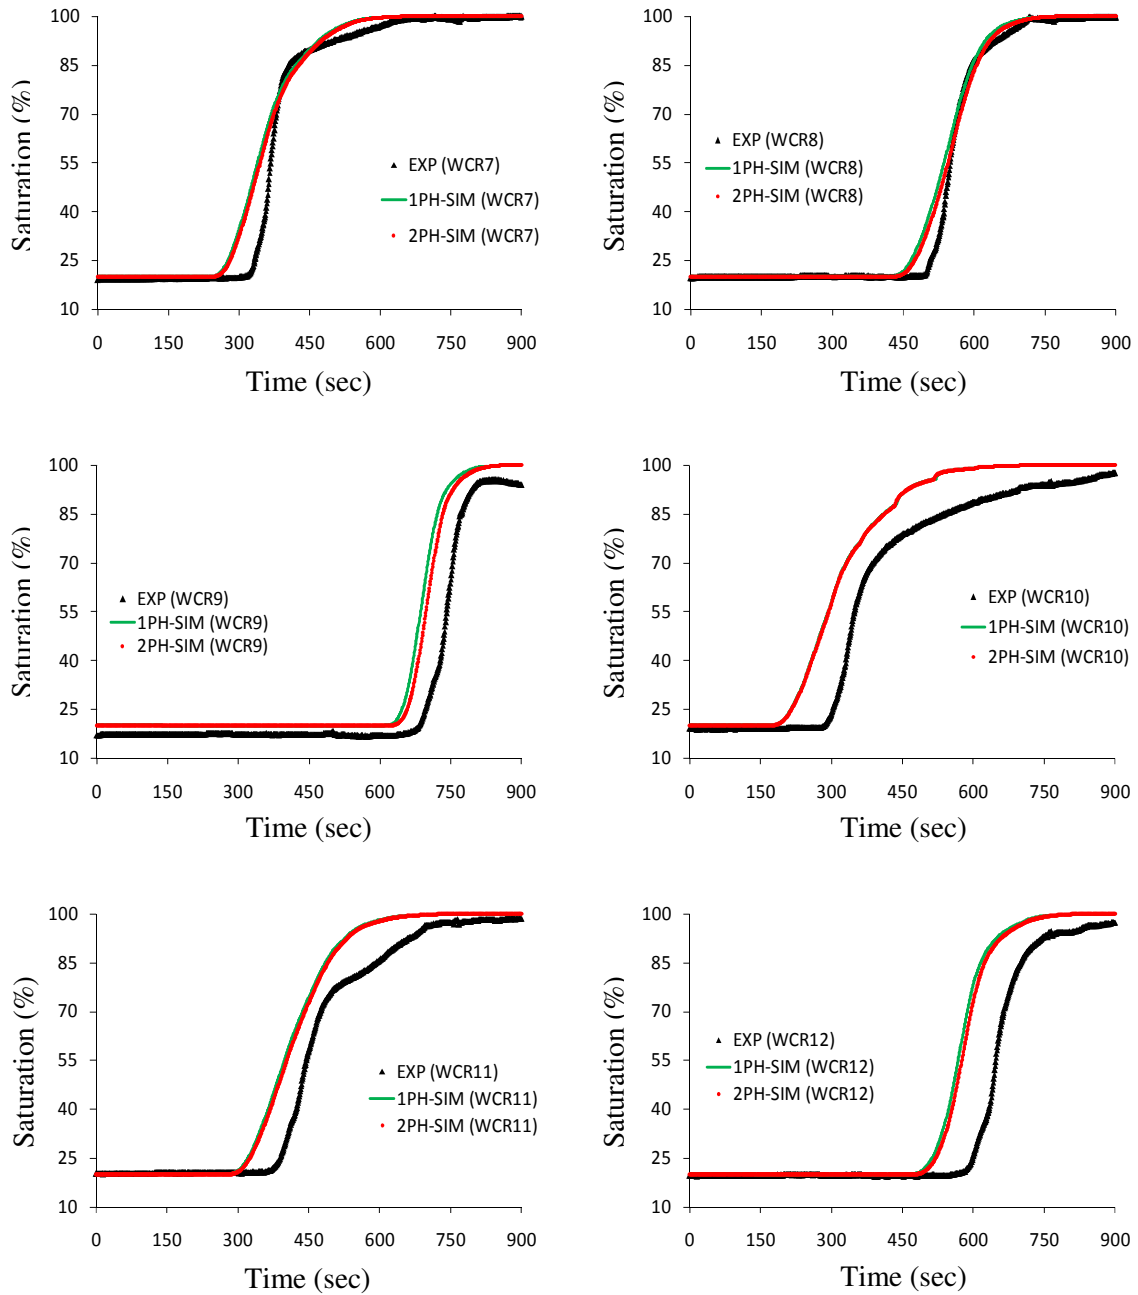 100
85
70
55
40
25
10
Saturation (%)
EXP (WCR7)
1PH-SIM (WCR7)
2PH-SIM (WCR7)
0 150 300 450 600 750 900
Time (sec)
100
85
70
55
40
25
10
Saturation (%)
EXP (WCR8)
1PH-SIM (WCR8)
2PH-SIM (WCR8)
0 150 300 450 600 750 900
Time (sec)
100
85
70
55
40
25
10
Saturation (%)
EXP (WCR9)
1PH-SIM (WCR9)
2PH-SIM (WCR9)
0 150 300 450 600 750 900
Time (sec)
100
85
70
55
40
25
10
Saturation (%)
EXP (WCR10)
1PH-SIM (WCR10)
2PH-SIM (WCR10)
0 150 300 450 600 750 900
Time (sec)
100
85
70
55
40
25
10
Saturation (%)
EXP (WCR11)
1PH-SIM (WCR11)
2PH-SIM (WCR11)
0 150 300 450 600 750 900
Time (sec)
100
85
70
55
40
25
10
Saturation (%)
EXP (WCR12)
1PH-SIM (WCR12)
2PH-SIM (WCR12)
0 150 300 450 600 750 900
Time (sec)